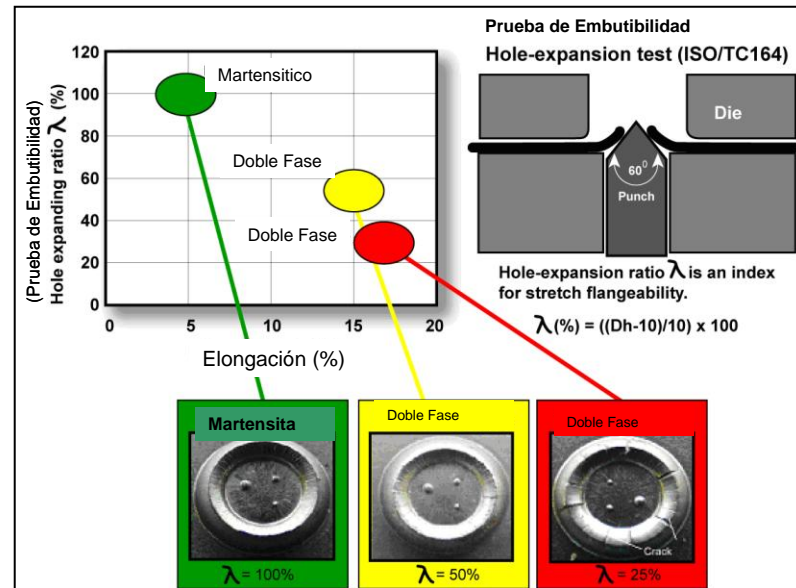 Prueba de Embutibilidad
Hole-expansion test (ISO/TC164)
Die
60⁰
Punch
Hole-expansion ratio λ is an index
for stretch flangeability.
λ(%) = ((Dh-10)/10) x 100
(Prueba de Embutibilidad)
Hole expanding ratio λ (%)
120
100
80
60
40
20
0
Martensitico
Doble Fase
Doble Fase
0 5 10 15 20
Elongación (%)
Martensita
λ = 100%
Doble Fase
λ = 50%
Doble Fase
Crack
λ = 25%